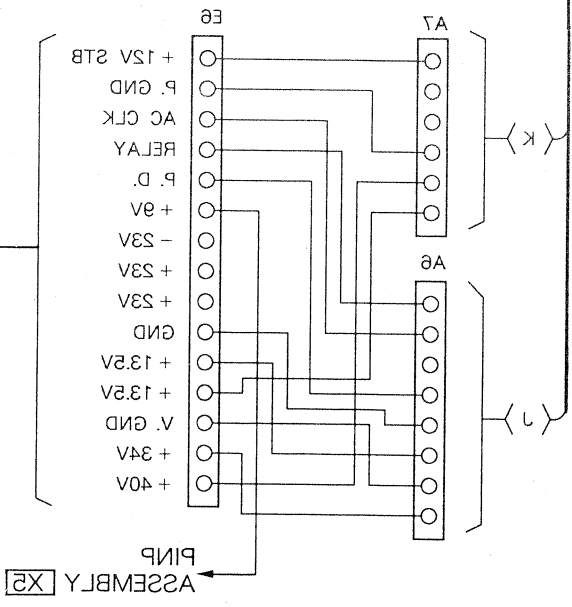 E6
A7
+ 12V STB
P. GND
AC CLK
RELAY
P. D.
+ 9V
- 23V
+ 23V
+ 23V
GND
+ 13.5V
+ 13.5V
V. GND
+ 34V
+ 40V
K
A6
J
PINP
ASSEMBLY X5